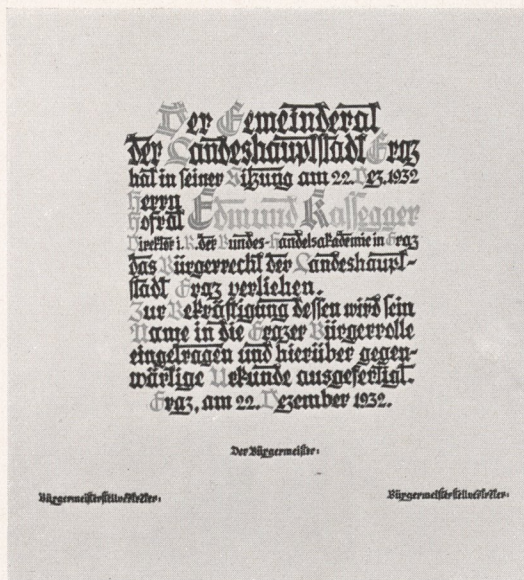 Der Gemeinderat
der Landeshauptstadt Graz
hat in seiner Sitzung am 22. Dez. 1932
Herrn
Hofrat Edmund Kassegger
Direktor i. R. der Bundes-Handelsakademie in Graz
das Bürgerrecht der Landeshaupt-
stadt Graz verliehen.
Zur Bekräftigung dessen wird sein
Name in die Grazer Bürgerrolle
eingetragen und hierüber gegen-
wärtige Urkunde ausgefertigt.
Graz, am 22. Dezember 1932.
Der Bürgermeister:
Bürgermeisterstellvertreter:
Bürgermeisterstellvertreter: